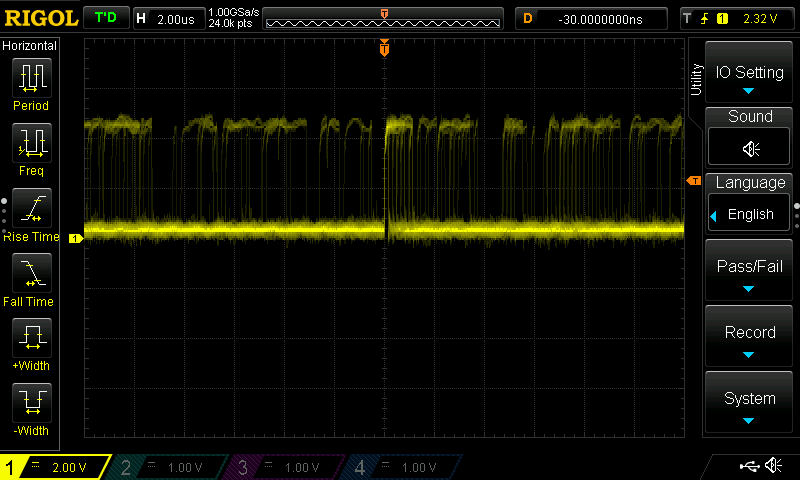 RIGOL T'D H 2.00us 1.00GSa/s 24.0k pts T D -30.0000000ns T 1 2.32 V
Horizontal
Period
Freq
Rise Time
Fall Time
+Width
-Width
T
T
1
Utility
IO Setting
Sound
Language
English
Pass/Fail
Record
System
1 2.00 V 2 1.00 V 3 1.00 V 4 1.00 V